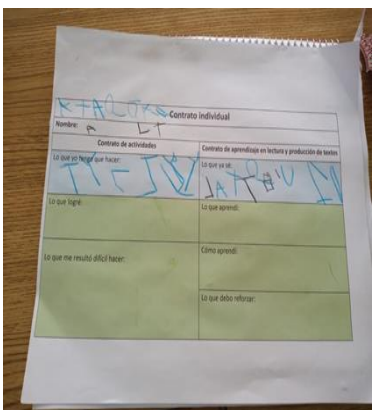 Contrato individual
Nombre:
Contrato de actividades
Contrato de aprendizaje en lectura y producción de textos
Lo que yo tengo que hacer:
Lo que ya sé:
Lo que logré:
Lo que aprendí:
Lo que me resultó difícil hacer:
Cómo aprendí:
Lo que debo reforzar: